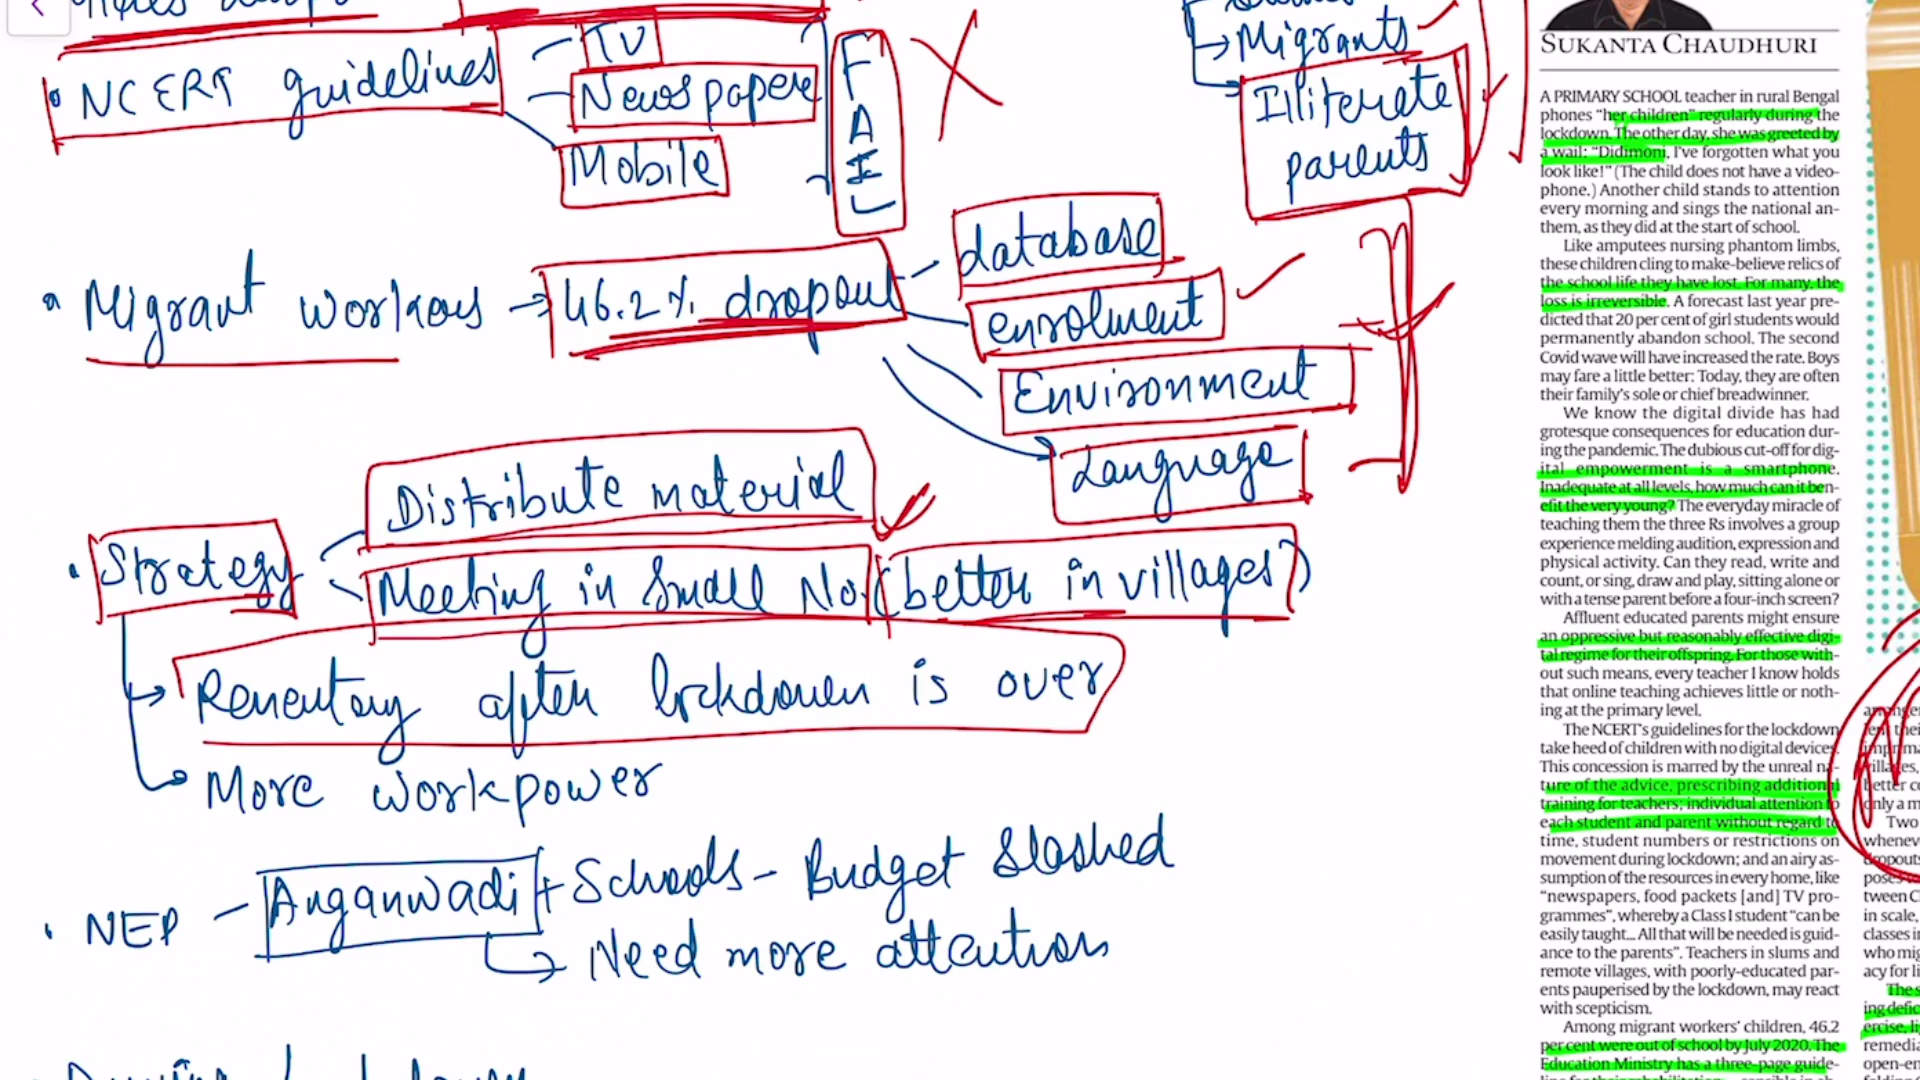 NCERT guidelines
TV
Newspapers
Mobile
FAIL
Migrants
Illiterate
parents
Migrant workers → 46.2% dropout
database
enrolment
Environment
Language
Strategy
Distribute material
Meeting in small No. (better in villages)
Rementary after lockdown is over
More workpower
NEP - Anganwadi + Schools - Budget slashed
Need more attention
SUKANTA CHAUDHURI
A PRIMARY SCHOOL teacher in rural Bengal
phones "her children" regularly during the
lockdown. The other day, she was greeted by
a wail: "Didimoni, I've forgotten what you
look like!" (The child does not have a video-
phone.) Another child stands to attention
every morning and sings the national an-
them, as they did at the start of school.
Like amputees nursing phantom limbs,
these children cling to make-believe relics of
the school life they have lost. For many, the
loss is irreversible. A forecast last year pre-
dicted that 20 per cent of girl students would
permanently abandon school. The second
Covid wave will have increased the rate. Boys
may fare a little better: Today, they are often
their family's sole or chief breadwinner.
We know the digital divide has had
grotesque consequences for education dur-
ing the pandemic. The dubious cut-off for dig-
ital empowerment is a smartphone.
Inadequate at all levels, how much can it ben-
efit the very young? The everyday miracle of
teaching them the three Rs involves a group
experience melding audition, expression and
physical activity. Can they read, write and
count, or sing, draw and play, sitting alone or
with a tense parent before a four-inch screen?
Affluent educated parents might ensure
an oppressive but reasonably effective digi-
tal regime for their offspring. For those with-
out such means, every teacher I know holds
that online teaching achieves little or noth-
ing at the primary level.
The NCERT's guidelines for the lockdown
take heed of children with no digital devices.
This concession is marred by the unreal na-
ture of the advice, prescribing additional
training for teachers; individual attention to
each student and parent without regard to
time, student numbers or restrictions on
movement during lockdown; and an airy as-
sumption of the resources in every home, like
"newspapers, food packets [and] TV pro-
grammes", whereby a Class I student "can be
easily taught... All that will be needed is guid-
ance to the parents". Teachers in slums and
remote villages, with poorly-educated par-
ents pauperised by the lockdown, may react
with scepticism.
Among migrant workers' children, 46.2
per cent were out of school by July 2020. The
Education Ministry has a three-page guide-